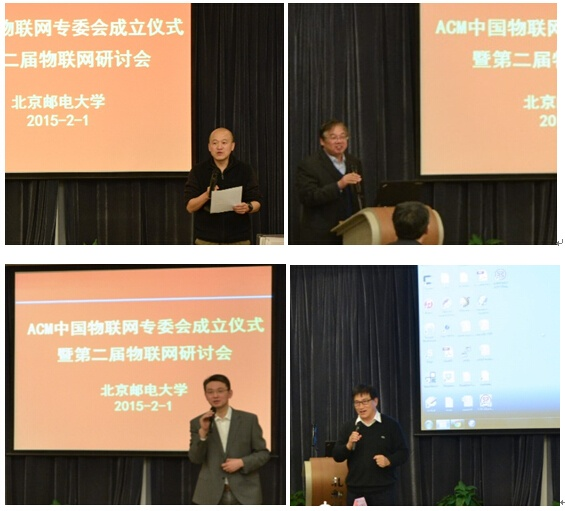 物联网专委会成立仪式
二届物联网研讨会
北京邮电大学
2015-2-1
ACM中国物联网
暨第二届物
北京邮
20
ACM中国物联网专委会成立仪式
暨第二届物联网研讨会
北京邮电大学
2015-2-1